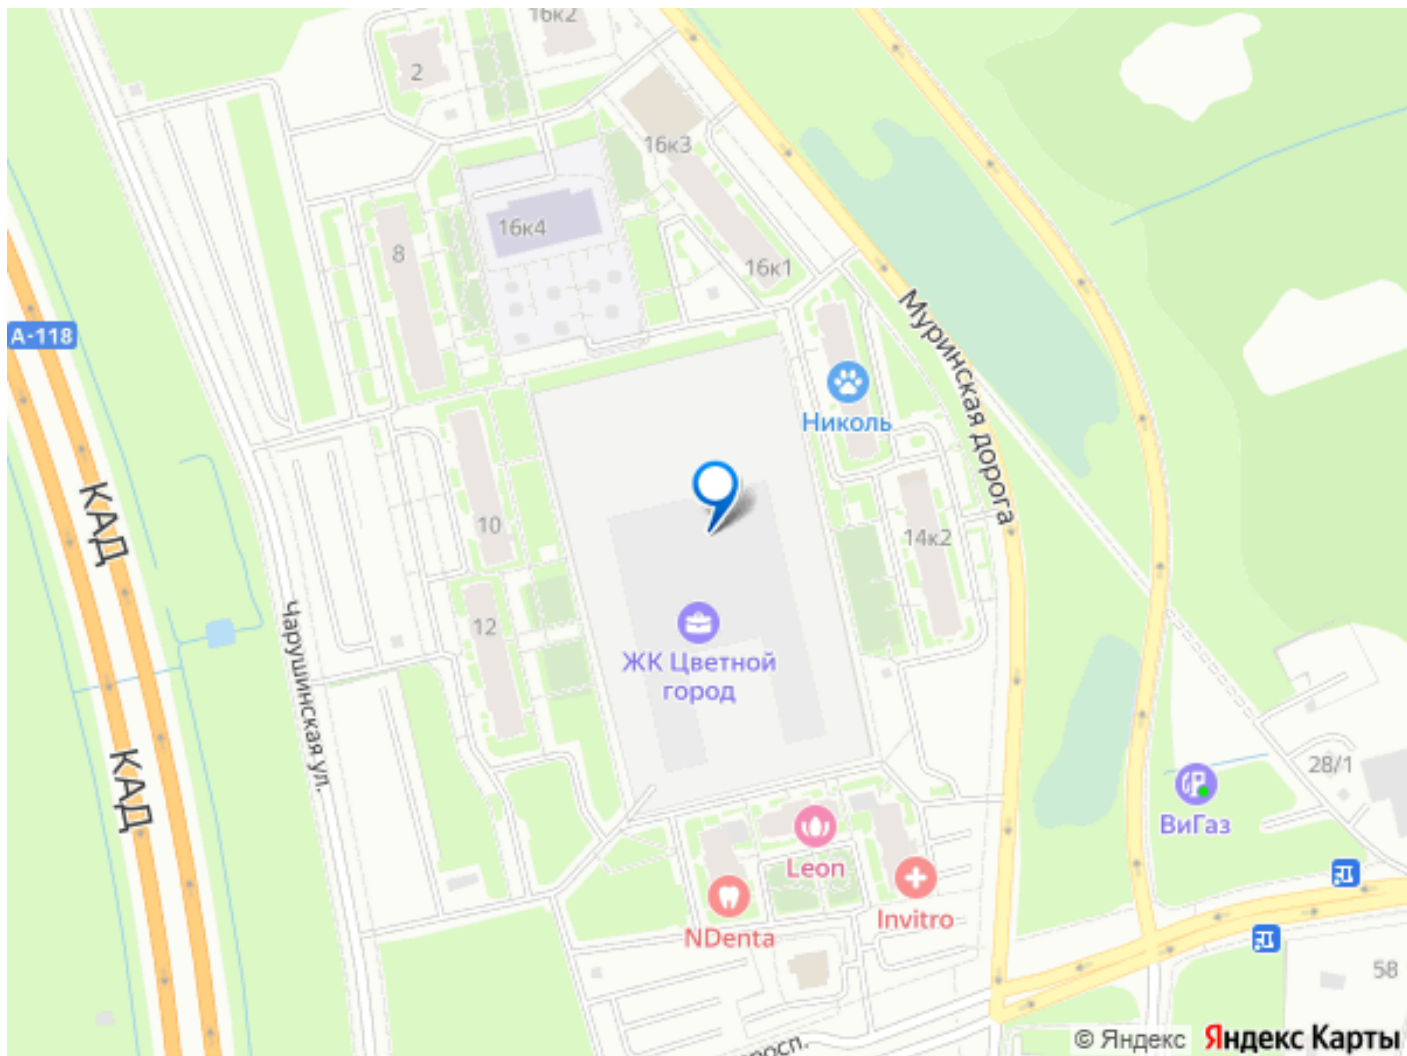 16к2
2
16к3
16к4
16к1
8
А-118
Муринская дорога
Николь
КАД
10
14к2
12
Чарушинская ул.
ЖК Цветной
город
КАД
28/1
ВиГаз
Leon
NDenta
Invitro
58
просп.
© Яндекс Яндекс Карты